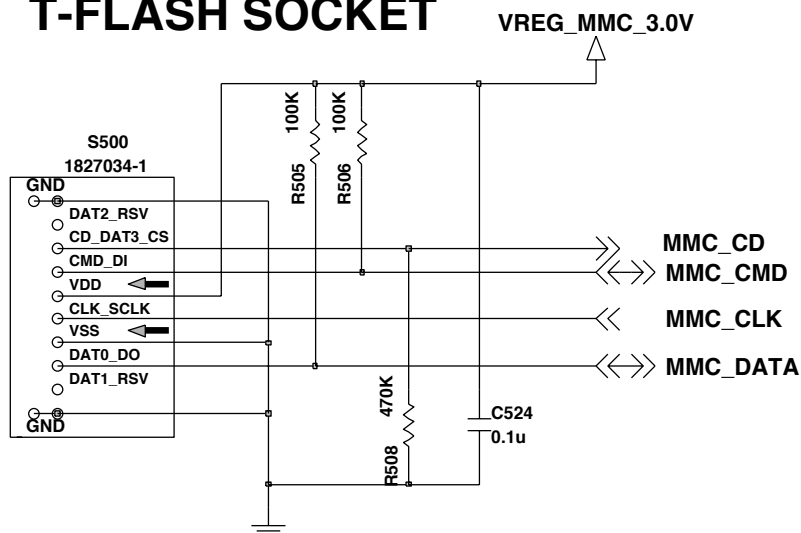 T-FLASH SOCKET
VREG_MMC_3.0V
100K
100K
R505
R506
S500
1827034-1
GND
DAT2_RSV
CD_DAT3_CS
CMD_DI
VDD
CLK_SCLK
VSS
DAT0_DO
DAT1_RSV
GND
MMC_CD
MMC_CMD
MMC_CLK
MMC_DATA
470K
R508
C524
0.1u